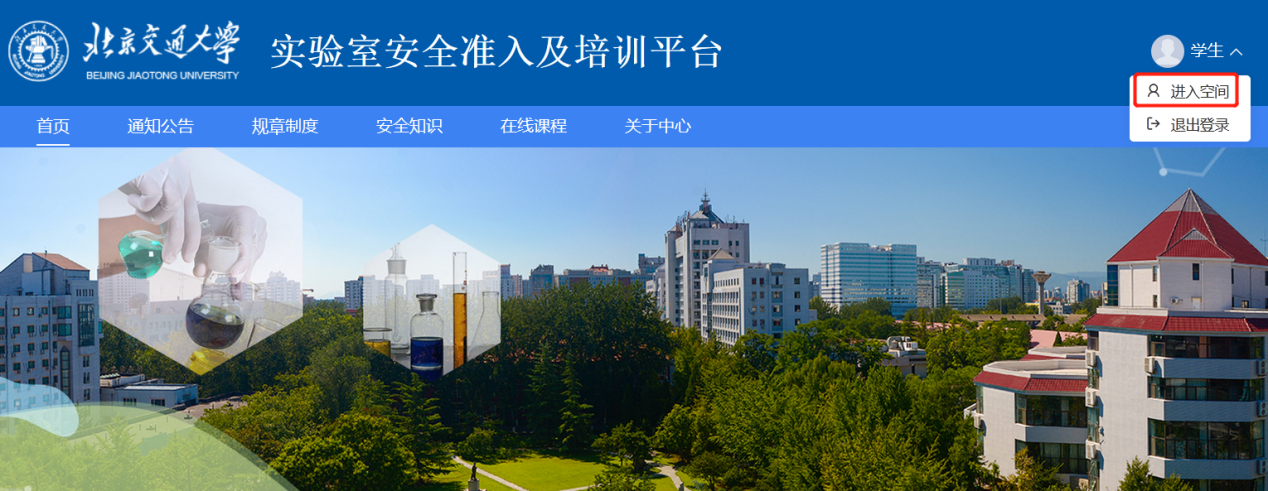 北京交通大学
BEIJING JIAOTONG UNIVERSITY
实验室安全准入及培训平台
学生
进入空间
退出登录
首页 通知公告 规章制度 安全知识 在线课程 关于中心